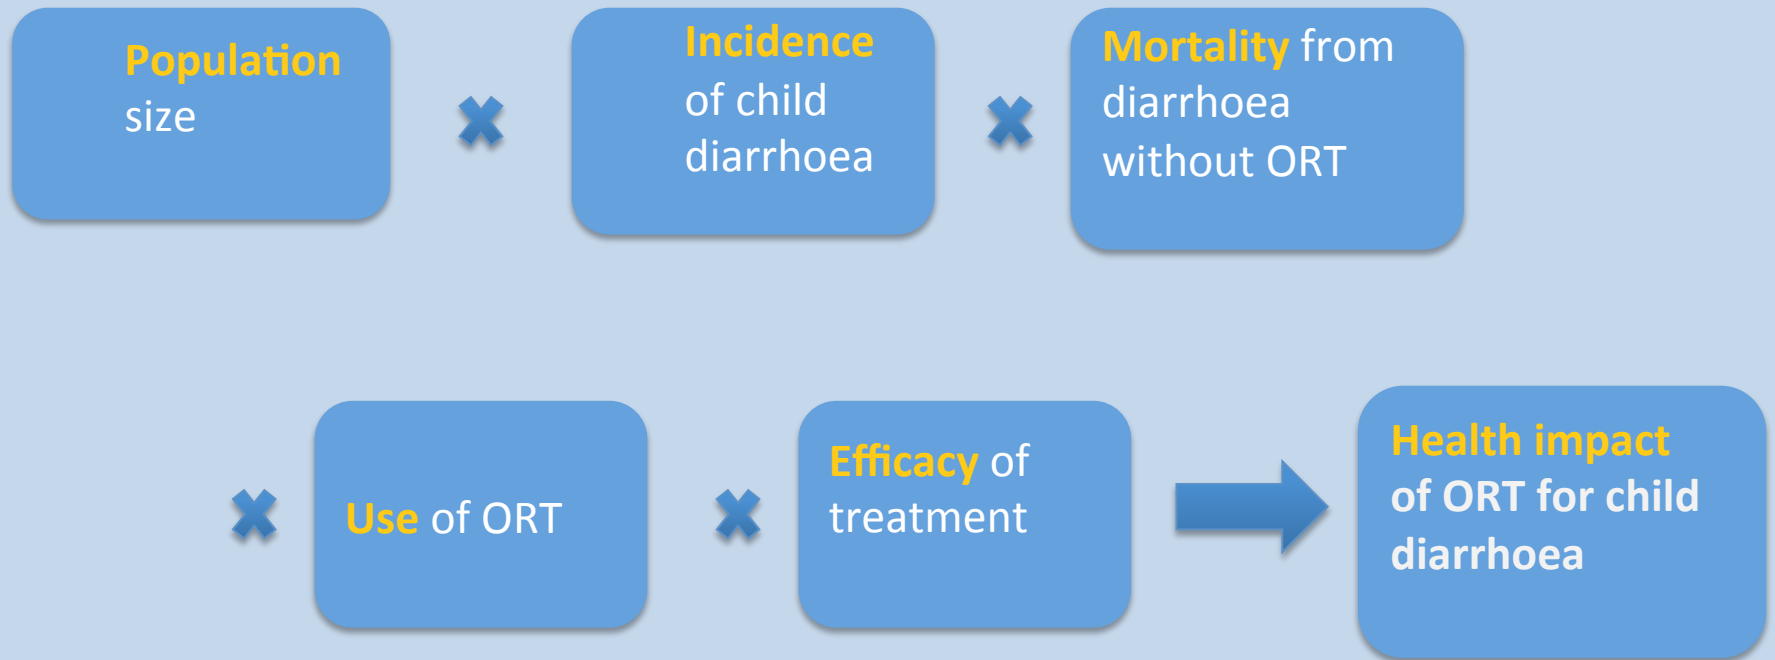 Population
size
Incidence
of child
diarrhoea
Mortality from
diarrhoea
without ORT
Use of ORT
Efficacy of
treatment
Health impact
of ORT for child
diarrhoea